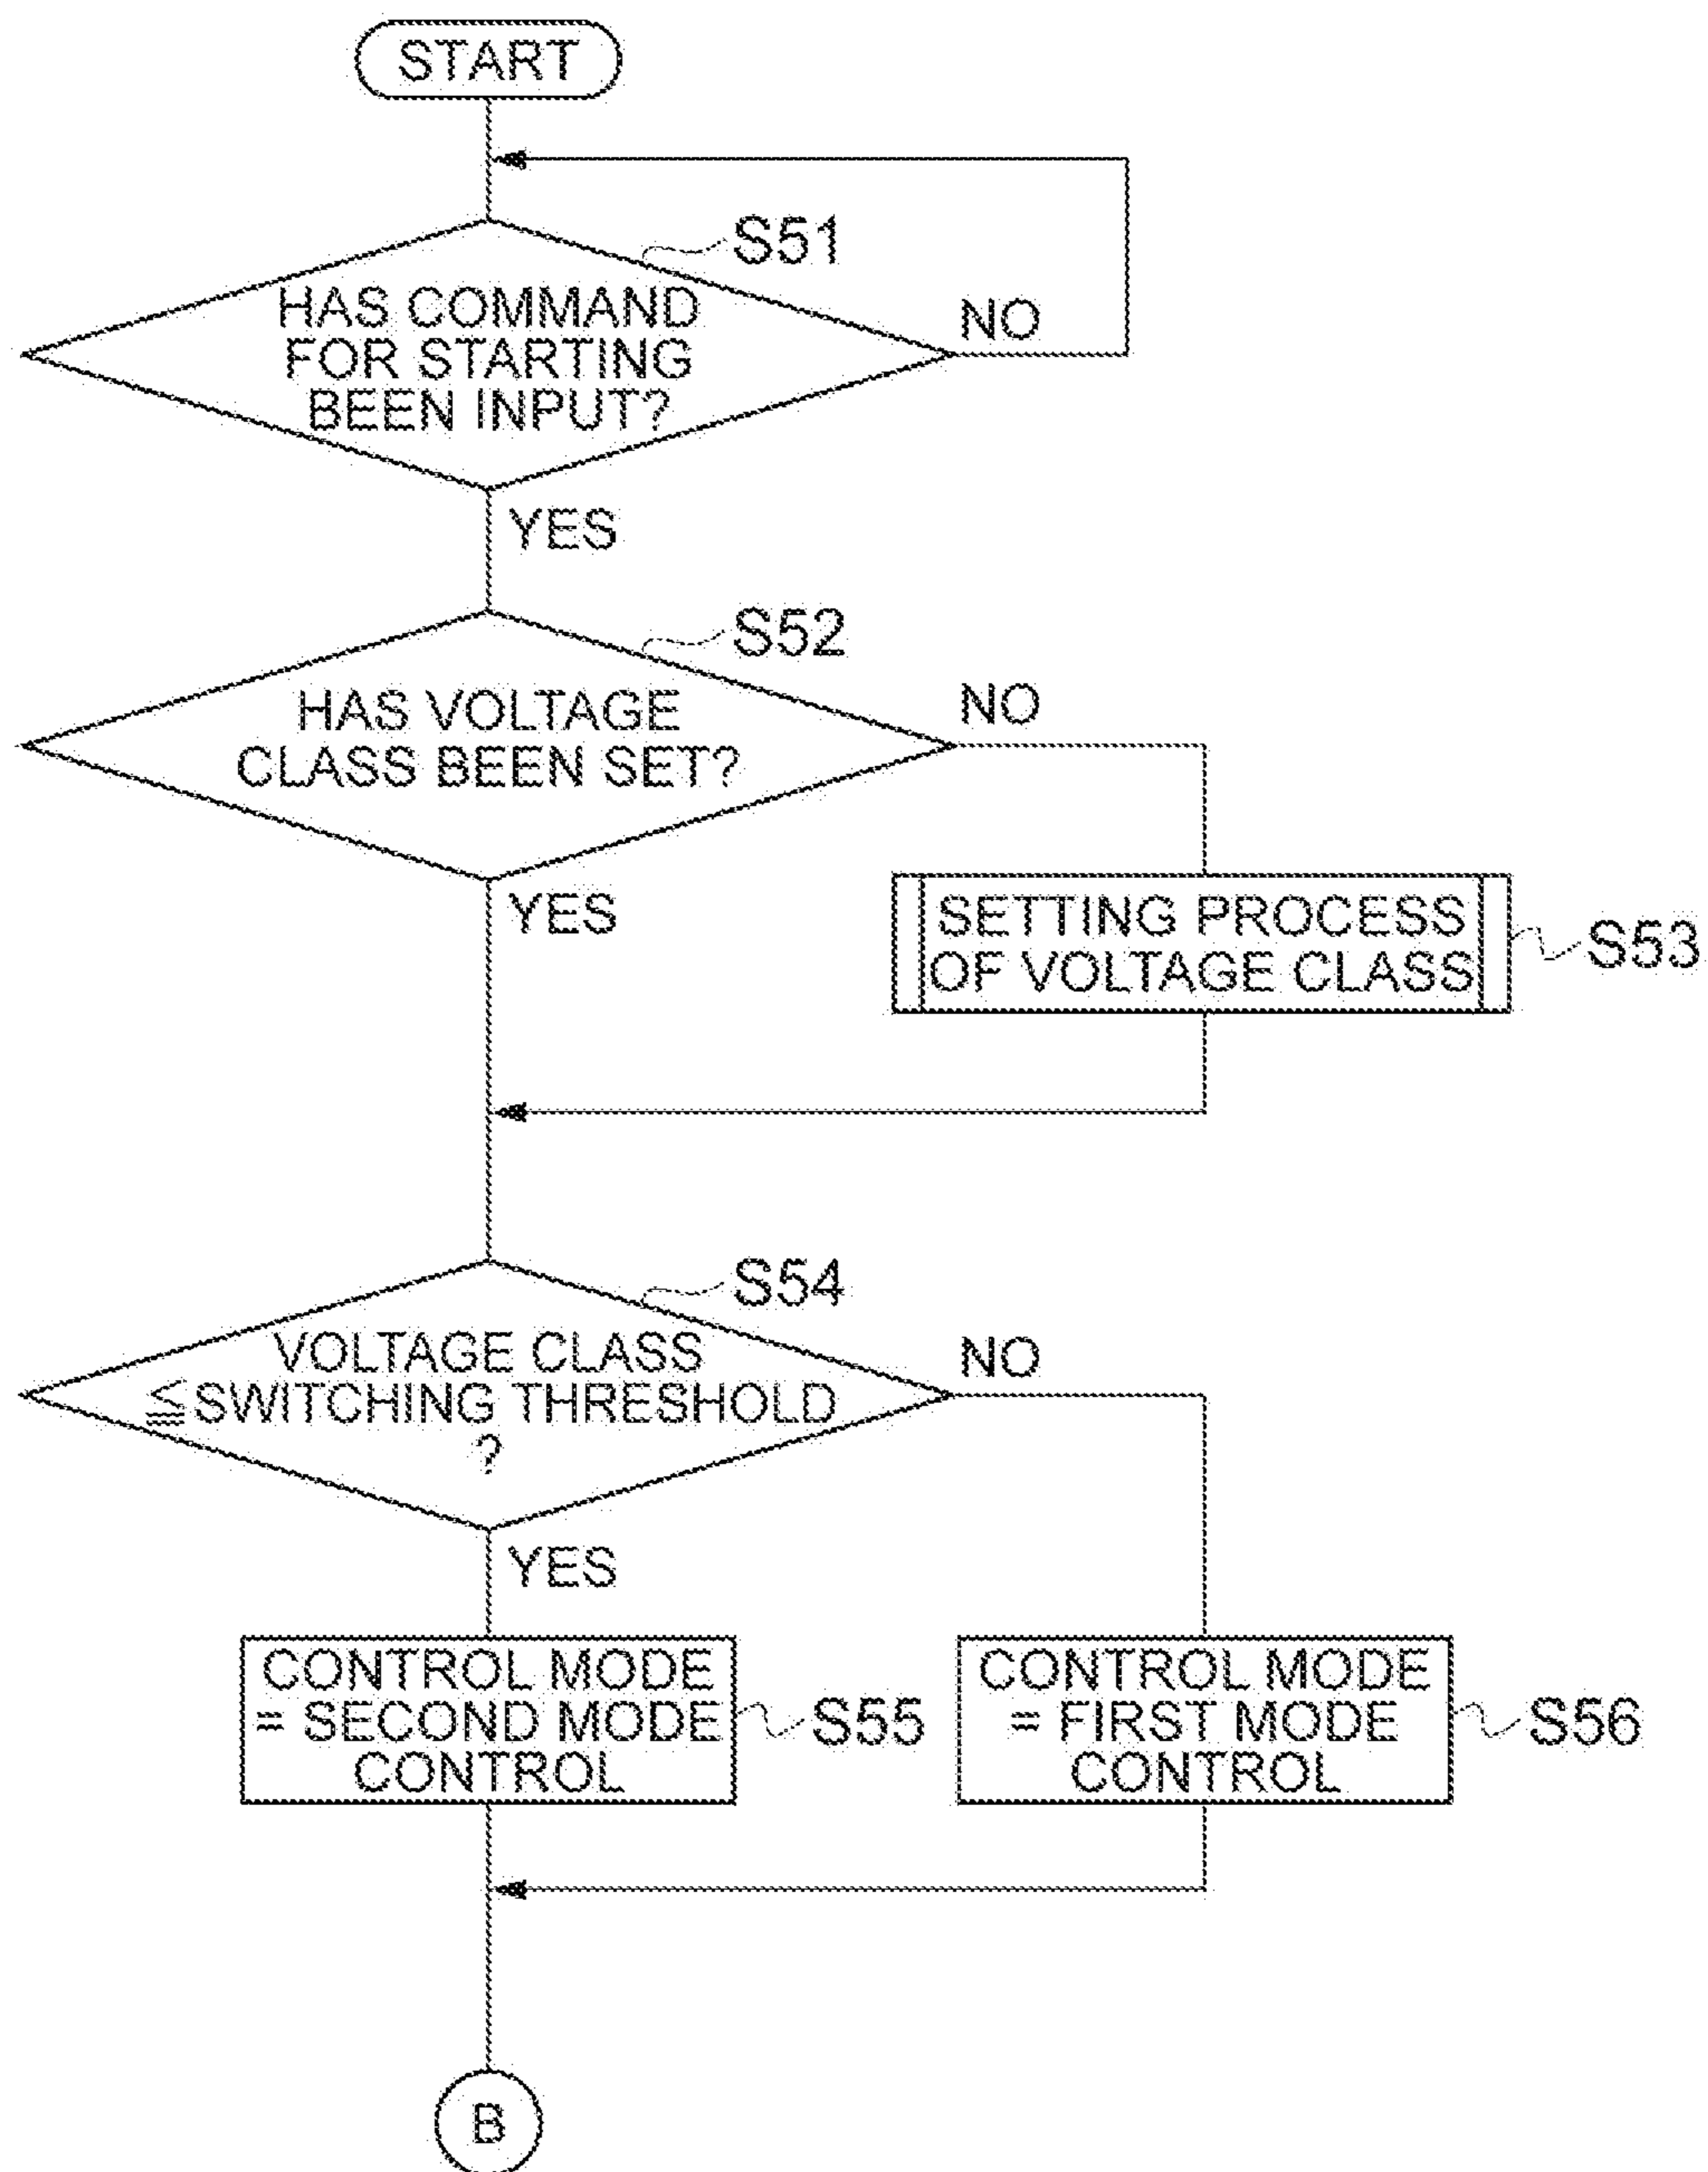 START
S51
HAS COMMAND
FOR STARTING
BEEN INPUT?
NO
YES
S52
HAS VOLTAGE
CLASS BEEN SET?
NO
YES
SETTING PROCESS
OF VOLTAGE CLASS
S53
S54
VOLTAGE CLASS
≦SWITCHING THRESHOLD
?
NO
YES
CONTROL MODE
= SECOND MODE
CONTROL
S55
CONTROL MODE
= FIRST MODE
CONTROL
S56
B